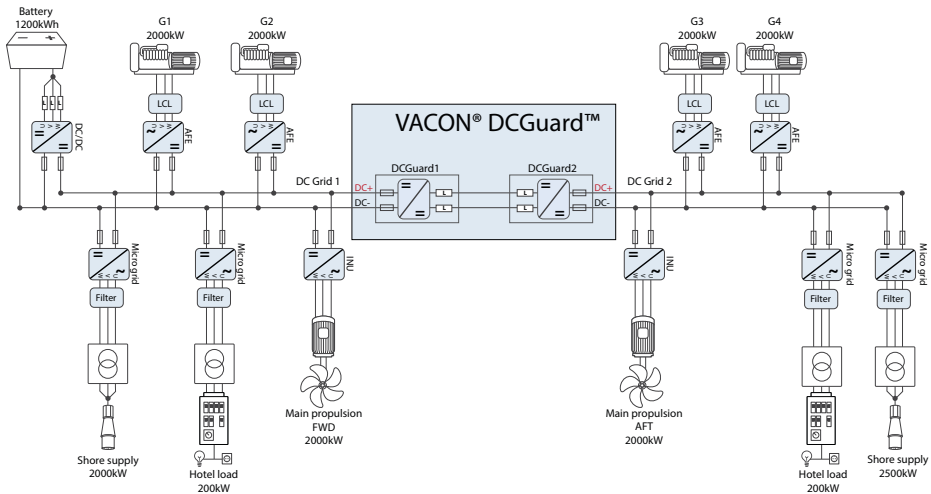 Battery
1200kWh
G1
2000kW
G2
2000kW
G3
2000kW
G4
2000kW
L L L
LCL
LCL
LCL
LCL
U V W
DC/DC
U V W
AFE
U V W
AFE
U V W
AFE
U V W
AFE
VACON® DCGuard™
DCGuard1
DCGuard2
DC Grid 1
DC+
DC-
L
L
L
L
DC+
DC-
DC Grid 2
Micro grid
U V W
Micro grid
U V W
INU
U V W
INU
U V W
Micro grid
U V W
Micro grid
U V W
Filter
Filter
Filter
Filter
Shore supply
2000kW
Hotel load
200kW
Main propulsion
FWD
2000kW
Main propulsion
AFT
2000kW
Hotel load
200kW
Shore supply
2500kW